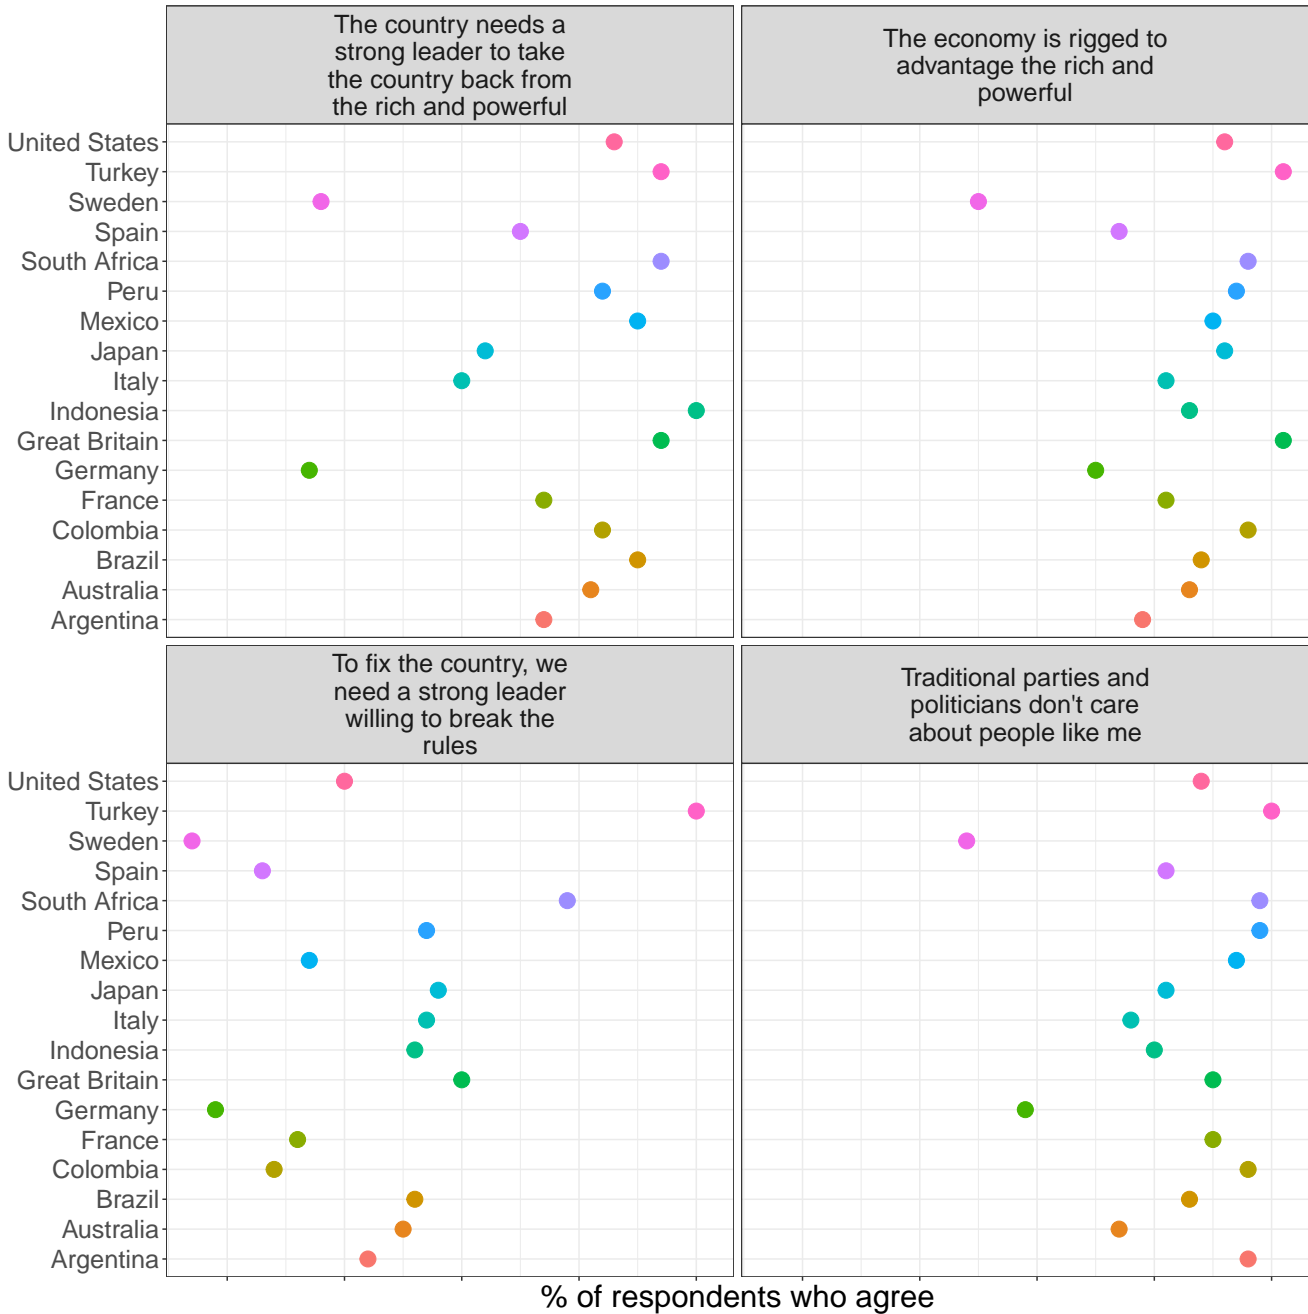 The country needs a
strong leader to take
the country back from
the rich and powerful
The economy is rigged to
advantage the rich and
powerful
United States
Turkey
Sweden
Spain
South Africa
Peru
Mexico
Japan
Italy
Indonesia
Great Britain
Germany
France
Colombia
Brazil
Australia
Argentina
To fix the country, we
need a strong leader
willing to break the
rules
Traditional parties and
politicians don't care
about people like me
United States
Turkey
Sweden
Spain
South Africa
Peru
Mexico
Japan
Italy
Indonesia
Great Britain
Germany
France
Colombia
Brazil
Australia
Argentina
% of respondents who agree